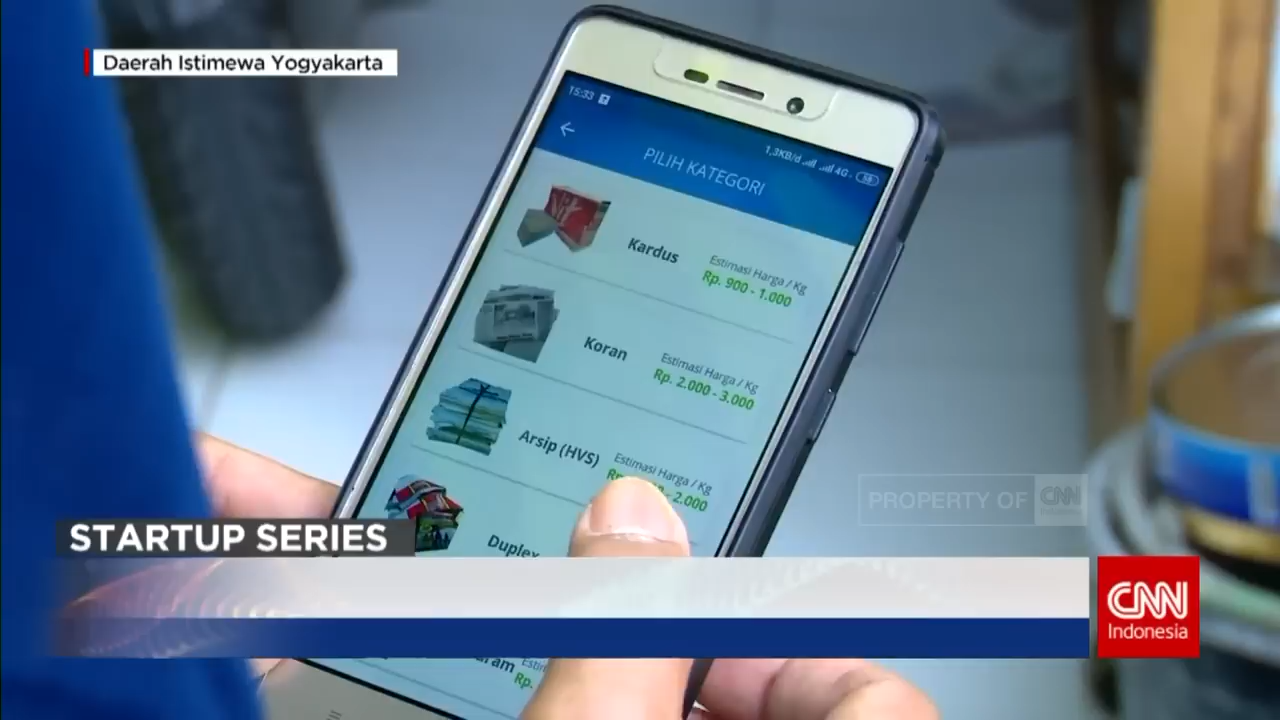 Daerah Istimewa Yogyakarta
15:33
1,3KB/d
4G
PILIH KATEGORI
Kardus
Estimasi Harga / Kg
Rp. 900 - 1.000
Koran
Estimasi Harga / Kg
Rp. 2.000 - 3.000
Arsip (HVS)
Estimasi Harga / Kg
- 2.000
Duplex
PROPERTY OF CNN
STARTUP SERIES
CNN
Indonesia
Rp.